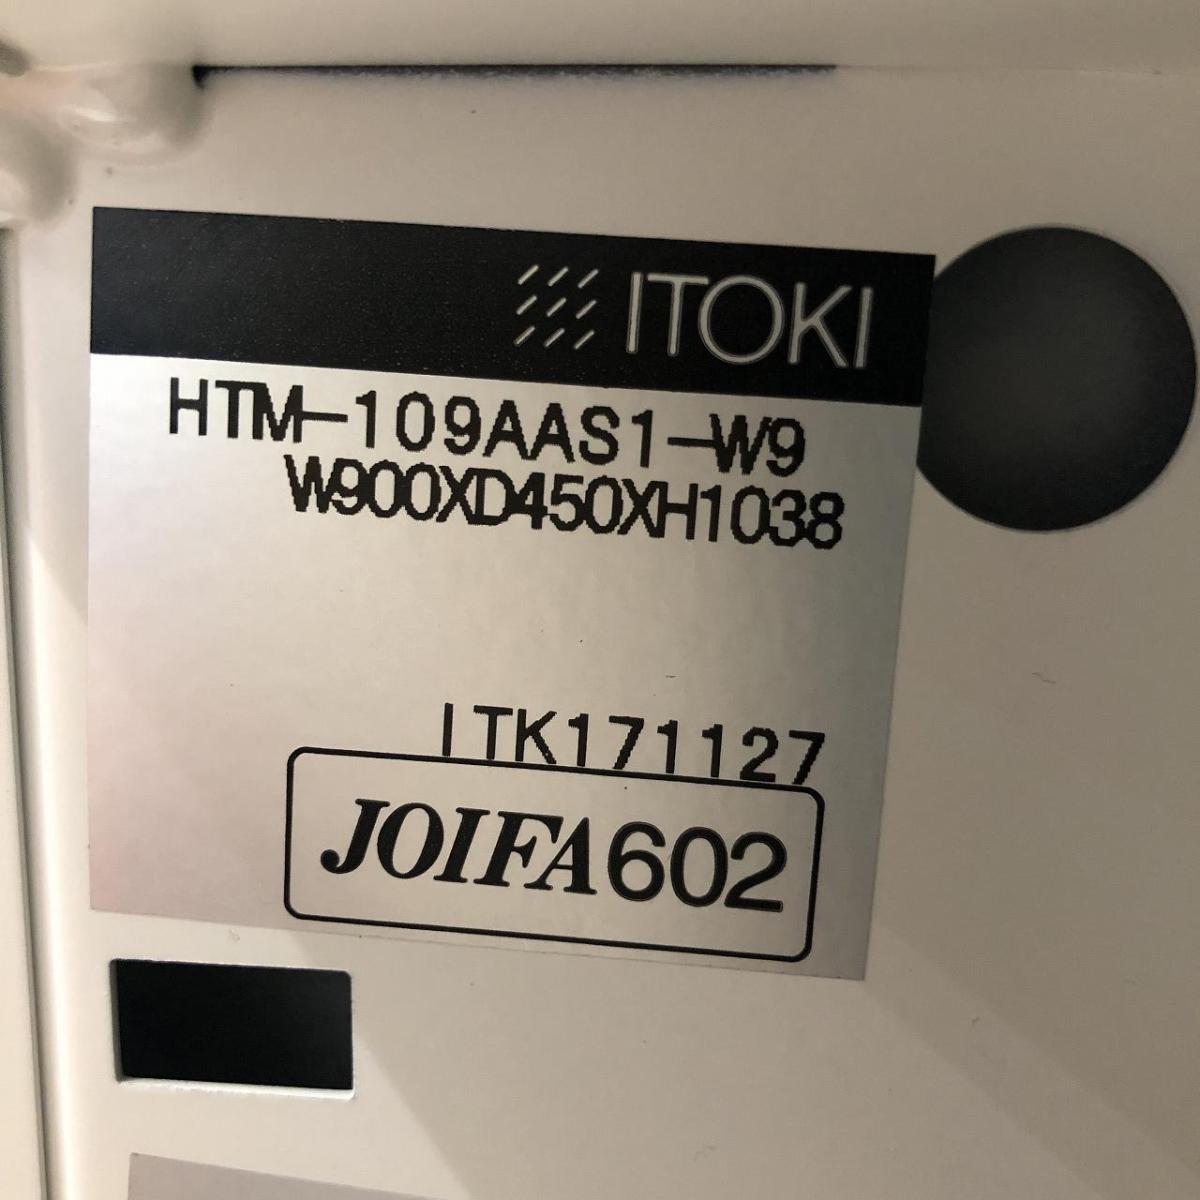 ITOKI
HTM-109AAS1-W9
W900XD450XH1038
ITK171127
JOIFA602